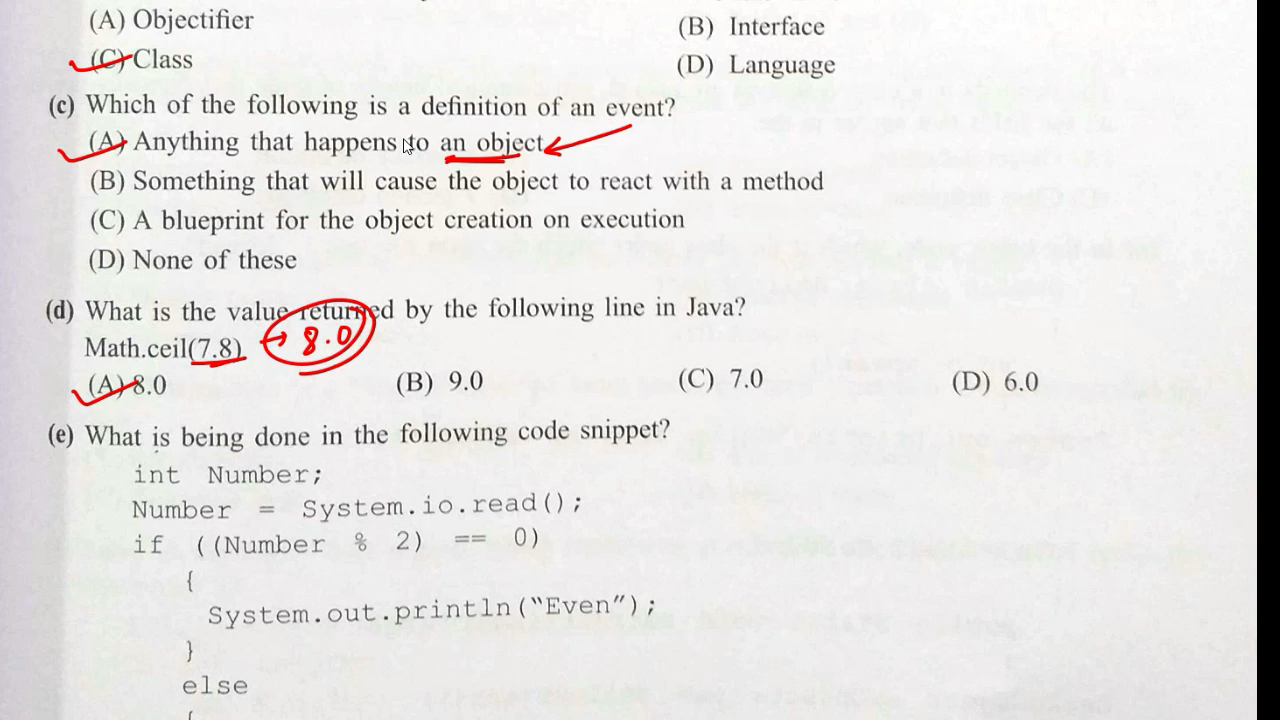 (A) Objectifier (B) Interface
(C) Class (D) Language
(c) Which of the following is a definition of an event?
(A) Anything that happens to an object
(B) Something that will cause the object to react with a method
(C) A blueprint for the object creation on execution
(D) None of these
(d) What is the value returned by the following line in Java?
Math.ceil(7.8) → 8.0
(A) 8.0 (B) 9.0 (C) 7.0 (D) 6.0
(e) What is being done in the following code snippet?
int Number;
Number = System.io.read();
if ((Number % 2) == 0)
{
System.out.println(“Even”);
}
else
{